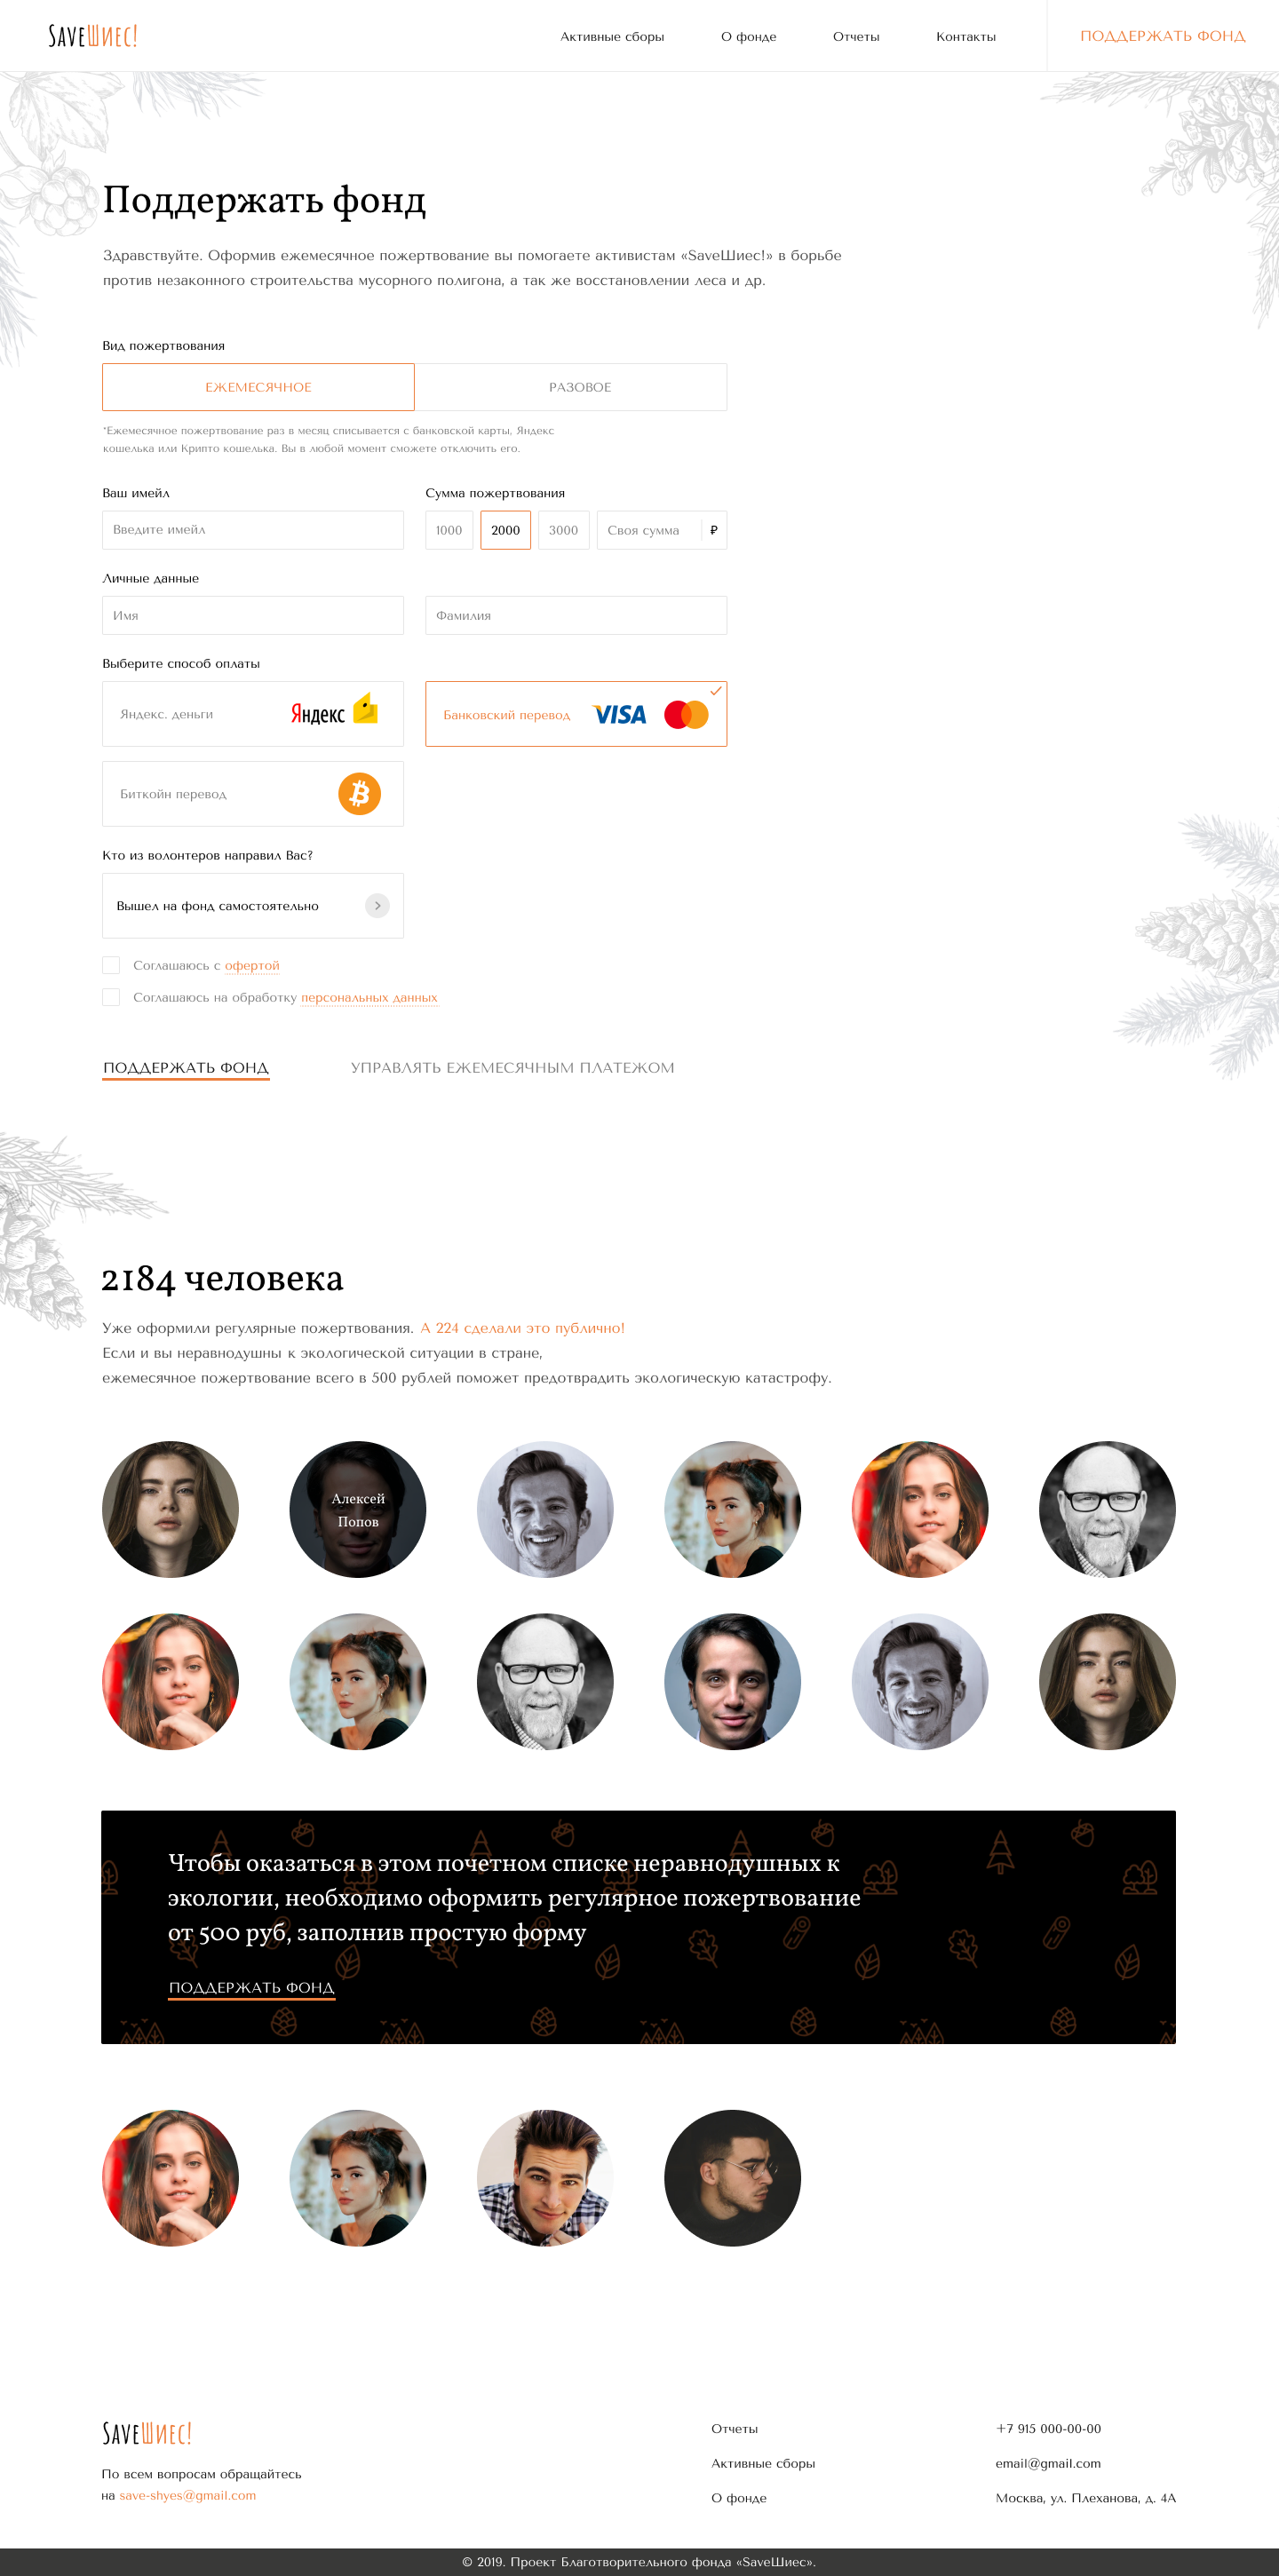 SaveШиес!
Активные сборы
О фонде
Отчеты
Контакты
ПОДДЕРЖАТЬ ФОНД
Поддержать фонд
Здравствуйте. Оформив ежемесячное пожертвование вы помогаете активистам «SaveШиес!» в борьбе
против незаконного строительства мусорного полигона, а так же восстановлении леса и др.
Вид пожертвования
ЕЖЕМЕСЯЧНОЕ
РАЗОВОЕ
*Ежемесячное пожертвование раз в месяц списывается с банковской карты, Яндекс
кошелька или Крипто кошелька. Вы в любой момент сможете отключить его.
Ваш имейл
Сумма пожертвования
Введите имейл
1000
2000
3000
Своя сумма
₽
Личные данные
Имя
Фамилия
Выберите способ оплаты
Яндекс. деньги
Яндекс
Банковский перевод
VISA
Биткойн перевод
Кто из волонтеров направил Вас?
Вышел на фонд самостоятельно
Соглашаюсь с офертой
Соглашаюсь на обработку персональных данных
ПОДДЕРЖАТЬ ФОНД
УПРАВЛЯТЬ ЕЖЕМЕСЯЧНЫМ ПЛАТЕЖОМ
2184 человека
Уже оформили регулярные пожертвования. А 224 сделали это публично!
Если и вы неравнодушны к экологической ситуации в стране,
ежемесячное пожертвование всего в 500 рублей поможет предотврадить экологическую катастрофу.
Алексей
Попов
Чтобы оказаться в этом почетном списке неравнодушных к
экологии, необходимо оформить регулярное пожертвование
от 500 руб, заполнив простую форму
ПОДДЕРЖАТЬ ФОНД
SaveШиес!
По всем вопросам обращайтесь
на save-shyes@gmail.com
Отчеты
Активные сборы
О фонде
+7 915 000-00-00
email@gmail.com
Москва, ул. Плеханова, д. 4А
© 2019. Проект Благотворительного фонда «SaveШиес».